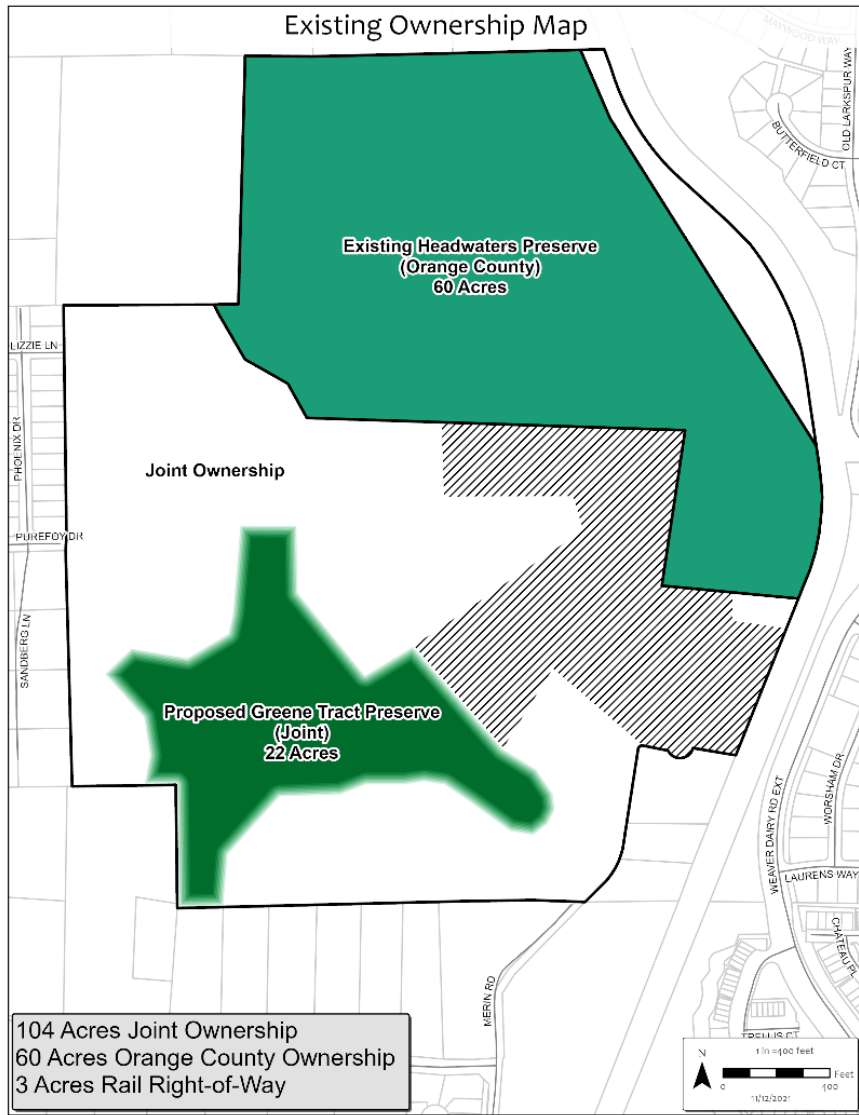 Existing Ownership Map
MAYWOOD WAY
OLD LARKSPUR WAY
BUTTERFIELD CT
Existing Headwaters Preserve
(Orange County)
60 Acres
LIZZIE LN
PHOENIX DR
Joint Ownership
PUREFOY DR
SANDBERG LN
Proposed Greene Tract Preserve
(Joint)
22 Acres
WEAVER DAIRY RD EXT
WORSHAM DR
LAURENS WAY
CHATEAU PL
MERIN RD
TRELLIS CT
104 Acres Joint Ownership
60 Acres Orange County Ownership
3 Acres Rail Right-of-Way
N
1 in =400 feet
Feet
0
400
11/12/2021